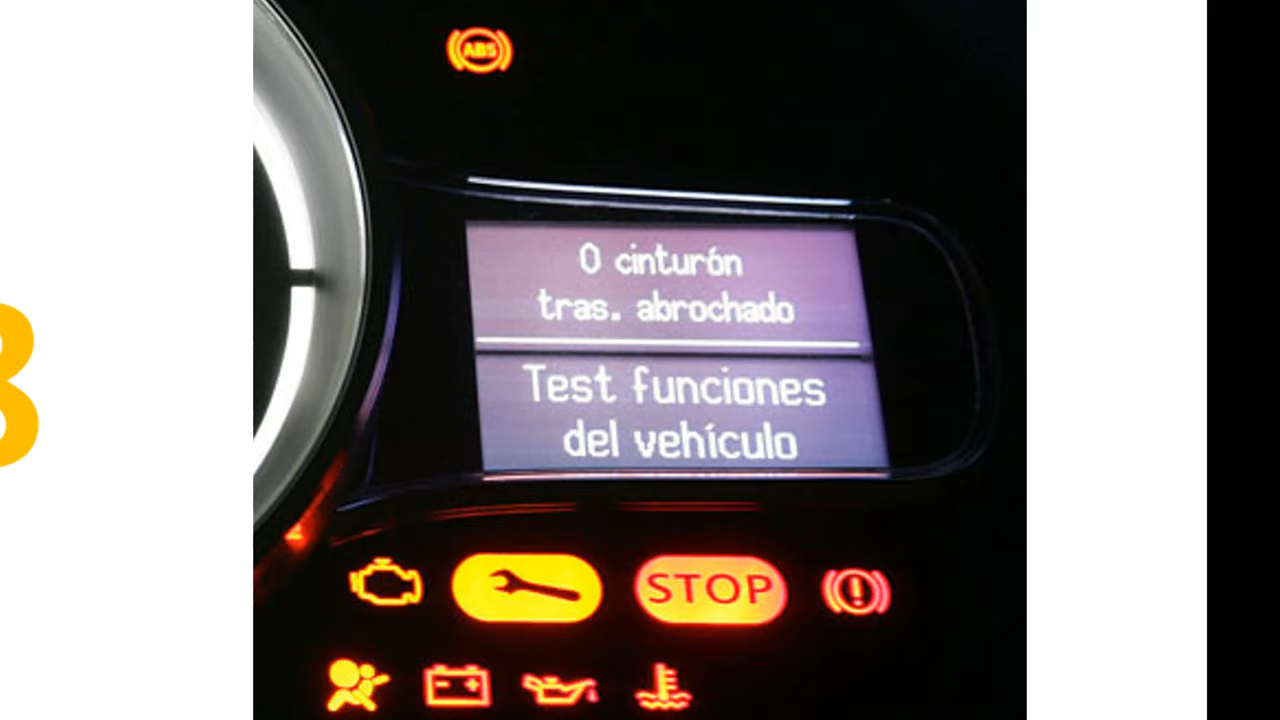 ABS
0 cinturón
tras. abrochado
Test funciones
del vehículo
STOP